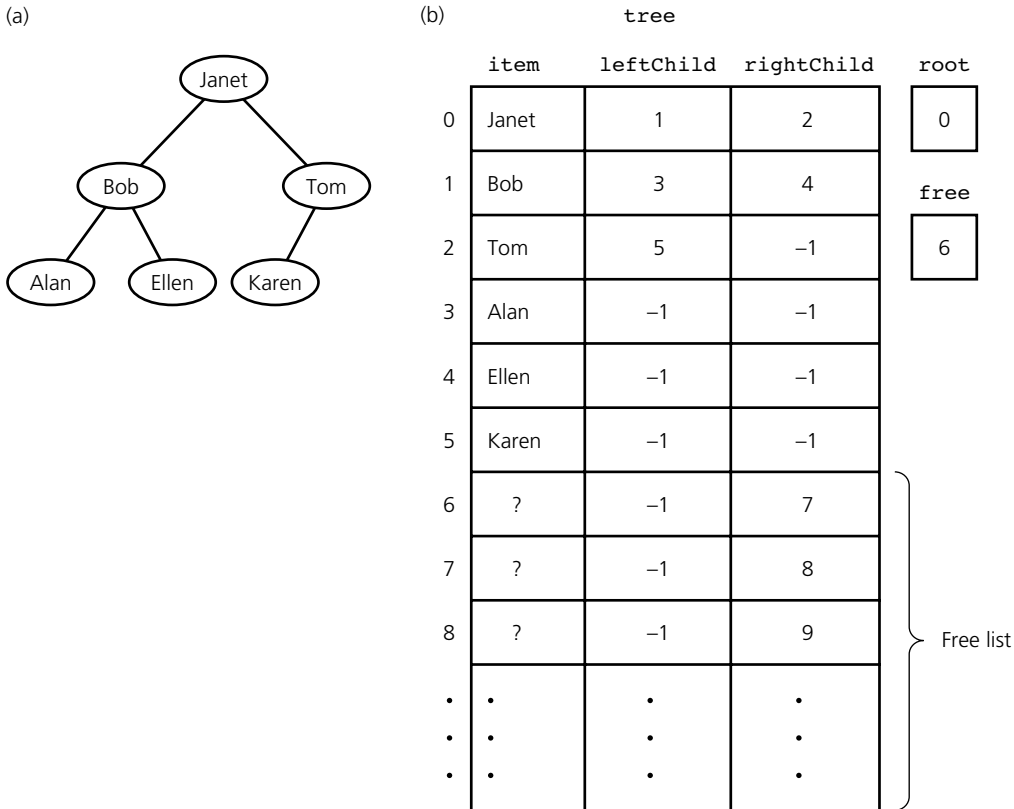 (a)
Janet
Bob Tom
Alan Ellen Karen
(b)
tree
item leftChild rightChild root
0 Janet 1 2 0
1 Bob 3 4 free
2 Tom 5 –1 6
3 Alan –1 –1
4 Ellen –1 –1
5 Karen –1 –1
6 ? –1 7
7 ? –1 8
8 ? –1 9
Free list